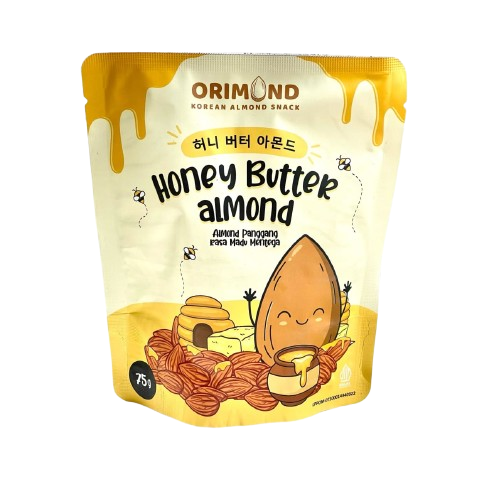 ORIMOND
KOREAN ALMOND SNACK
허니 버터 아몬드
Honey Butter
almond
Almond Panggang
Rasa Madu Mentega
75g